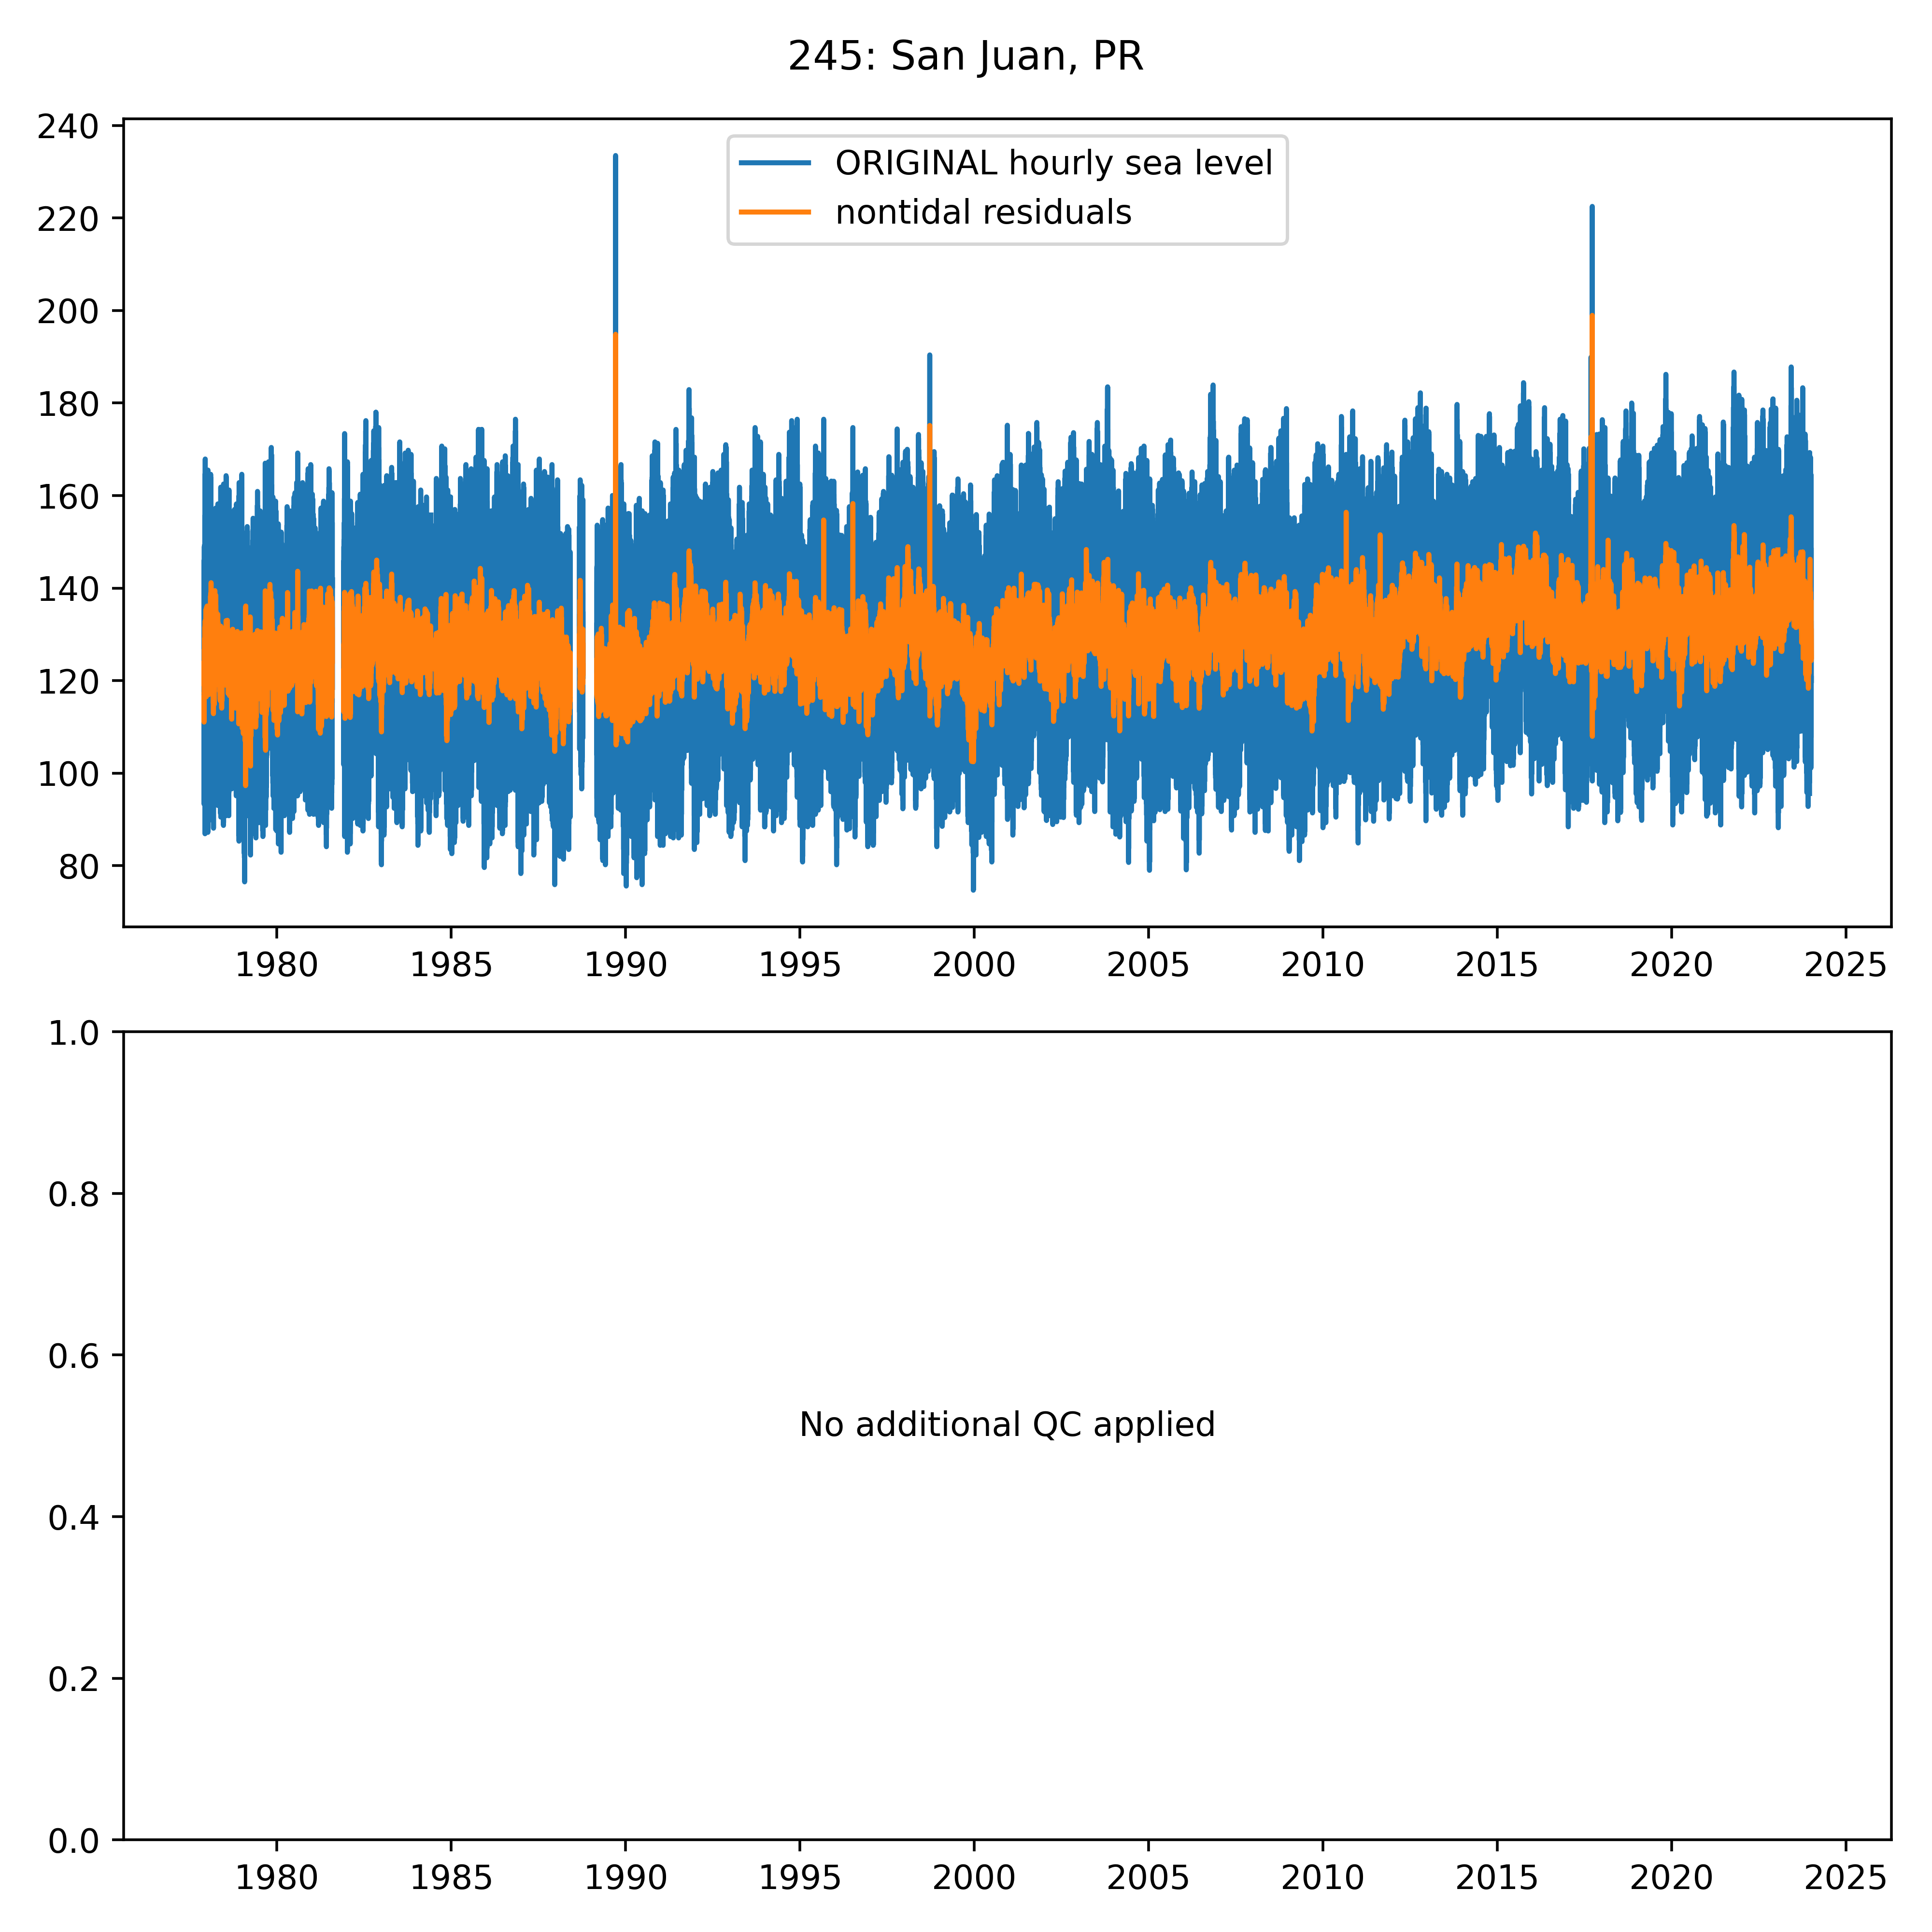 245: San Juan, PR
240
220
200
180
160
140
120
100
80
ORIGINAL hourly sea level
nontidal residuals
1980 1985 1990 1995 2000 2005 2010 2015 2020 2025
1.0
0.8
0.6
0.4
0.2
0.0
No additional QC applied
1980 1985 1990 1995 2000 2005 2010 2015 2020 2025